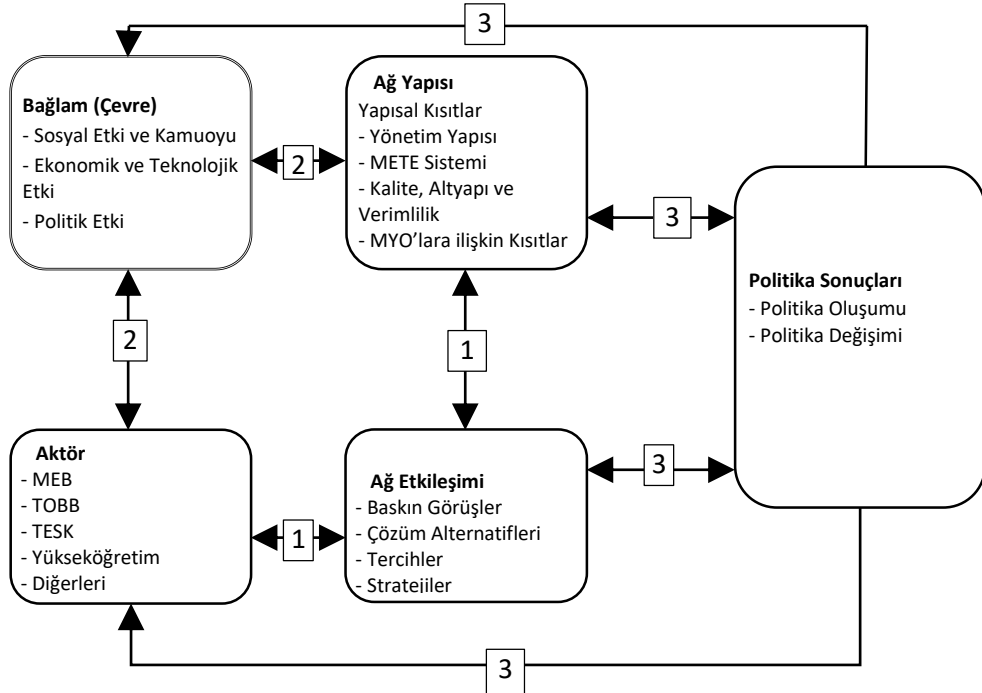 3
Bağlam (Çevre)
- Sosyal Etki ve Kamuoyu
- Ekonomik ve Teknolojik
Etki
- Politik Etki
2
Ağ Yapısı
Yapısal Kısıtlar
- Yönetim Yapısı
- METE Sistemi
- Kalite, Altyapı ve
Verimlilik
- MYO’lara ilişkin Kısıtlar
3
Politika Sonuçları
- Politika Oluşumu
- Politika Değişimi
2
1
Aktör
- MEB
- TOBB
- TESK
- Yükseköğretim
- Diğerleri
1
Ağ Etkileşimi
- Baskın Görüşler
- Çözüm Alternatifleri
- Tercihler
- Stratejiler
3
3